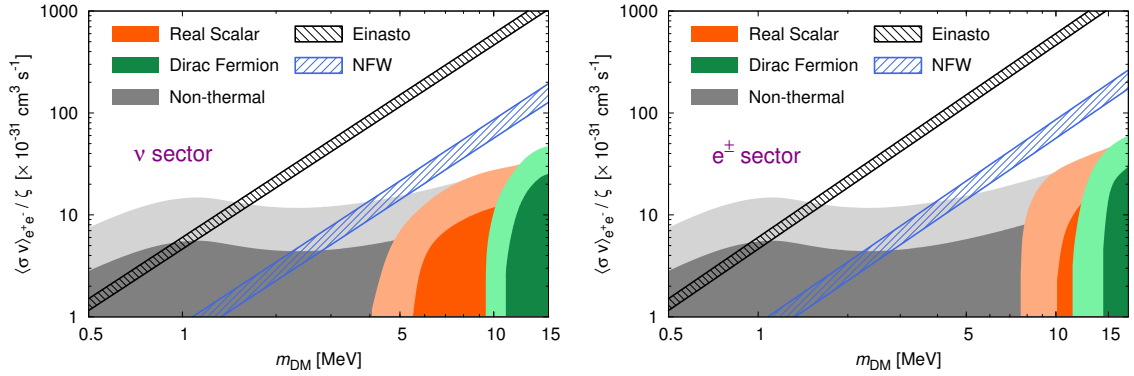 ⟨σ v⟩e⁺e⁻ / ζ [× 10⁻³¹ cm³ s⁻¹]
1000
100
10
1
Real Scalar
Dirac Fermion
Non-thermal
Einasto
NFW
ν sector
0.5 1 5 10 15
mDM [MeV]
⟨σ v⟩e⁺e⁻ / ζ [× 10⁻³¹ cm³ s⁻¹]
1000
100
10
1
Real Scalar
Dirac Fermion
Non-thermal
Einasto
NFW
e± sector
0.5 1 5 10 15
mDM [MeV]